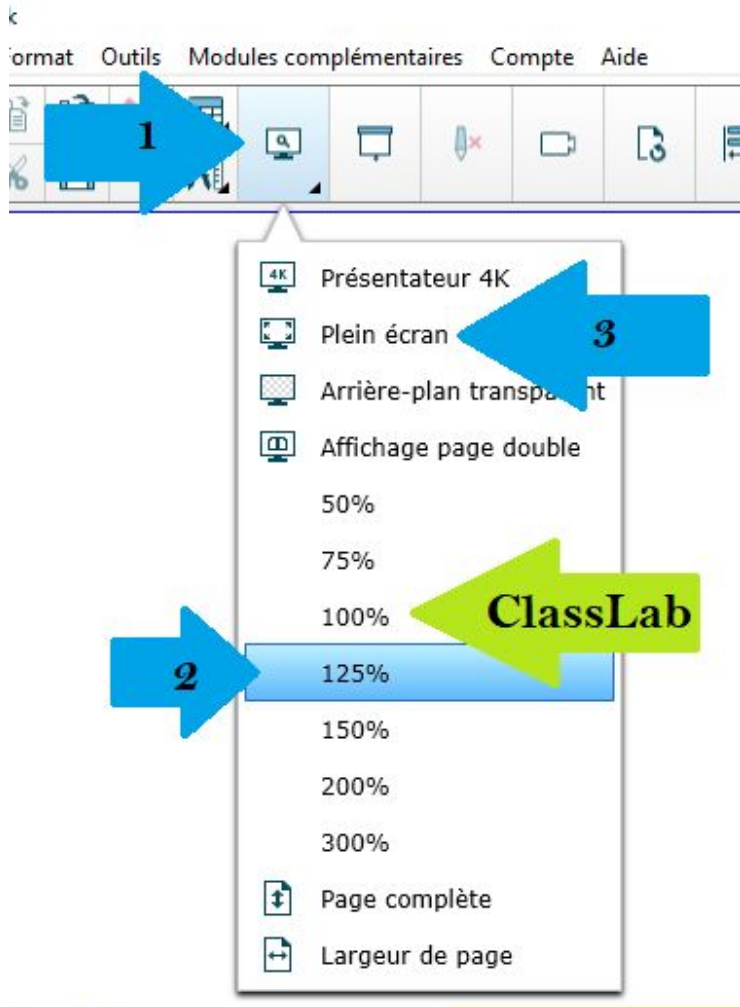 k
ormat Outils Modules complémentaires Compte Aide
1
4K Présentateur 4K
Plein écran 3
Arrière-plan
Affichage page double
50%
75%
100% ClassLab
2 125%
150%
200%
300%
Page complète
Largeur de page